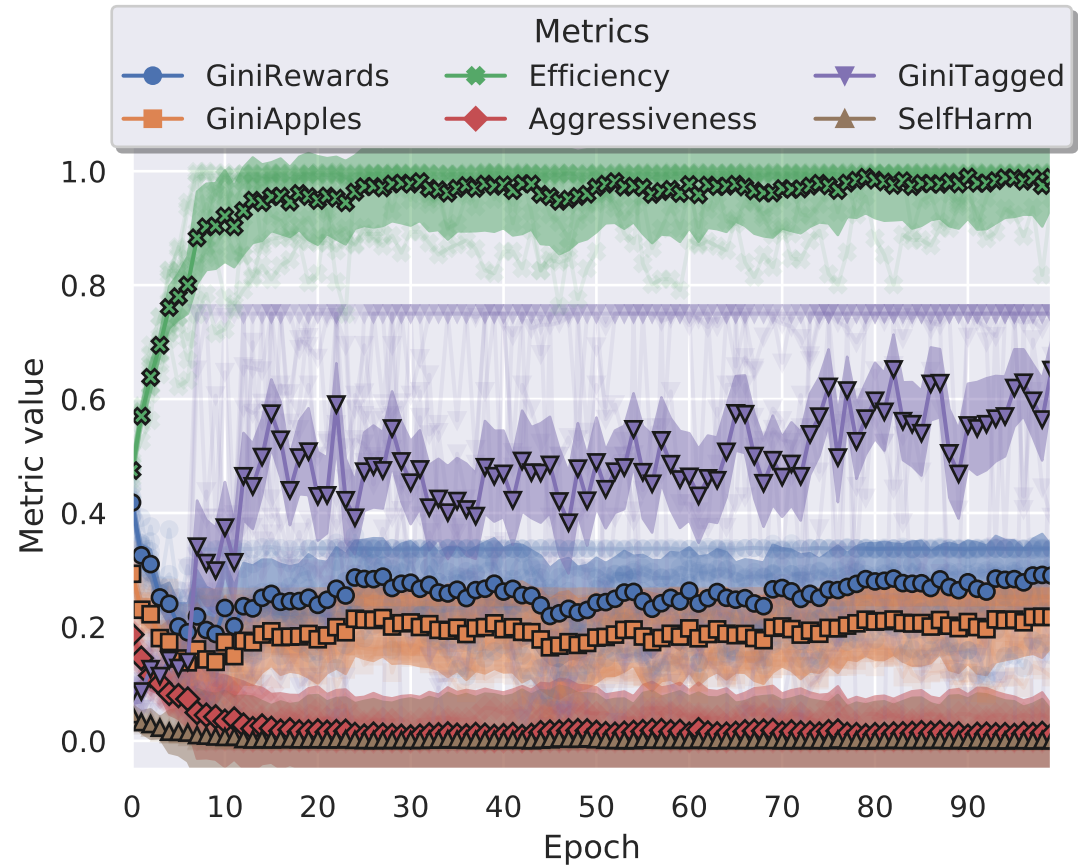 Metrics
GiniRewards Efficiency GiniTagged
GiniApples Aggressiveness SelfHarm
1.0
0.8
0.6
0.4
0.2
0.0
Metric value
0 10 20 30 40 50 60 70 80 90
Epoch